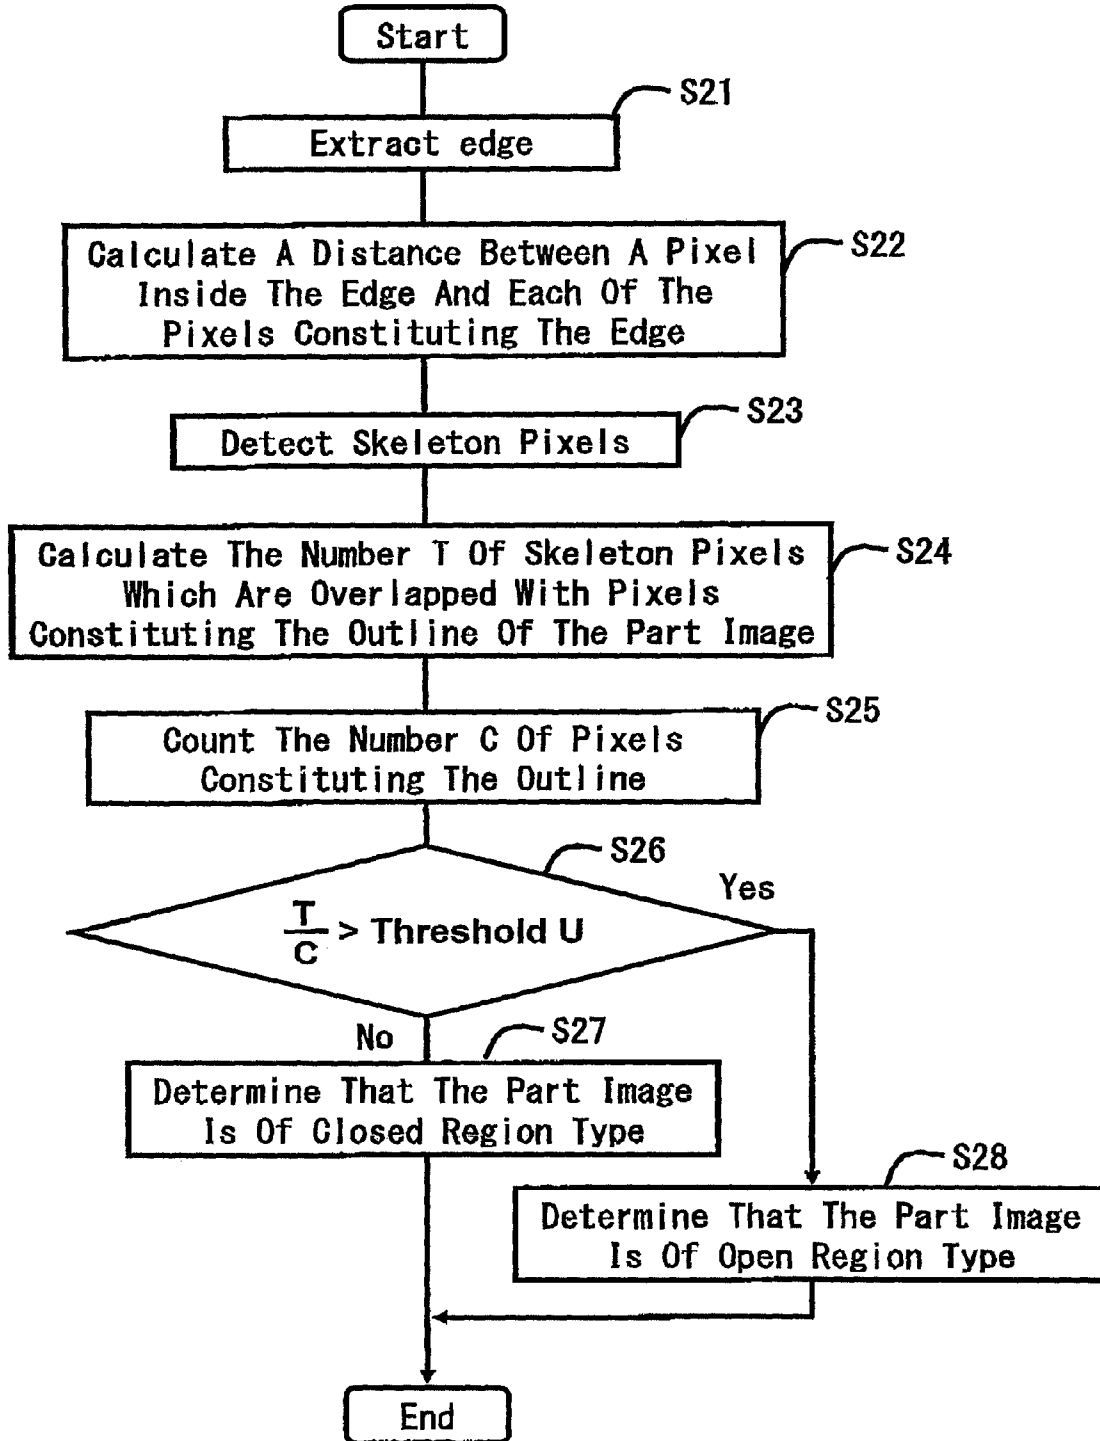 Start
S21
Extract edge
S22
Calculate A Distance Between A Pixel
Inside The Edge And Each Of The
Pixels Constituting The Edge
S23
Detect Skeleton Pixels
S24
Calculate The Number T Of Skeleton Pixels
Which Are Overlapped With Pixels
Constituting The Outline Of The Part Image
S25
Count The Number C Of Pixels
Constituting The Outline
S26
Yes
T
C
> Threshold U
No
S27
Determine That The Part Image
Is Of Closed Region Type
S28
Determine That The Part Image
Is Of Open Region Type
End